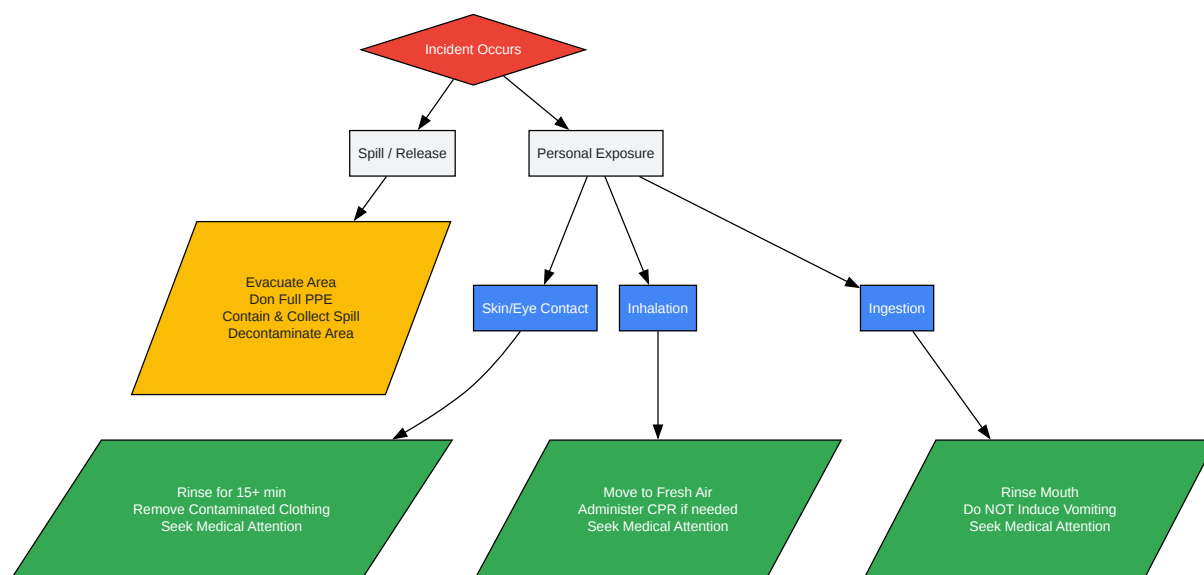 Incident Occurs
Spill / Release
Personal Exposure
Evacuate Area
Don Full PPE
Contain & Collect Spill
Decontaminate Area
Skin/Eye Contact
Inhalation
Ingestion
Rinse for 15+ min
Remove Contaminated Clothing
Seek Medical Attention
Move to Fresh Air
Administer CPR if needed
Seek Medical Attention
Rinse Mouth
Do NOT Induce Vomiting
Seek Medical Attention